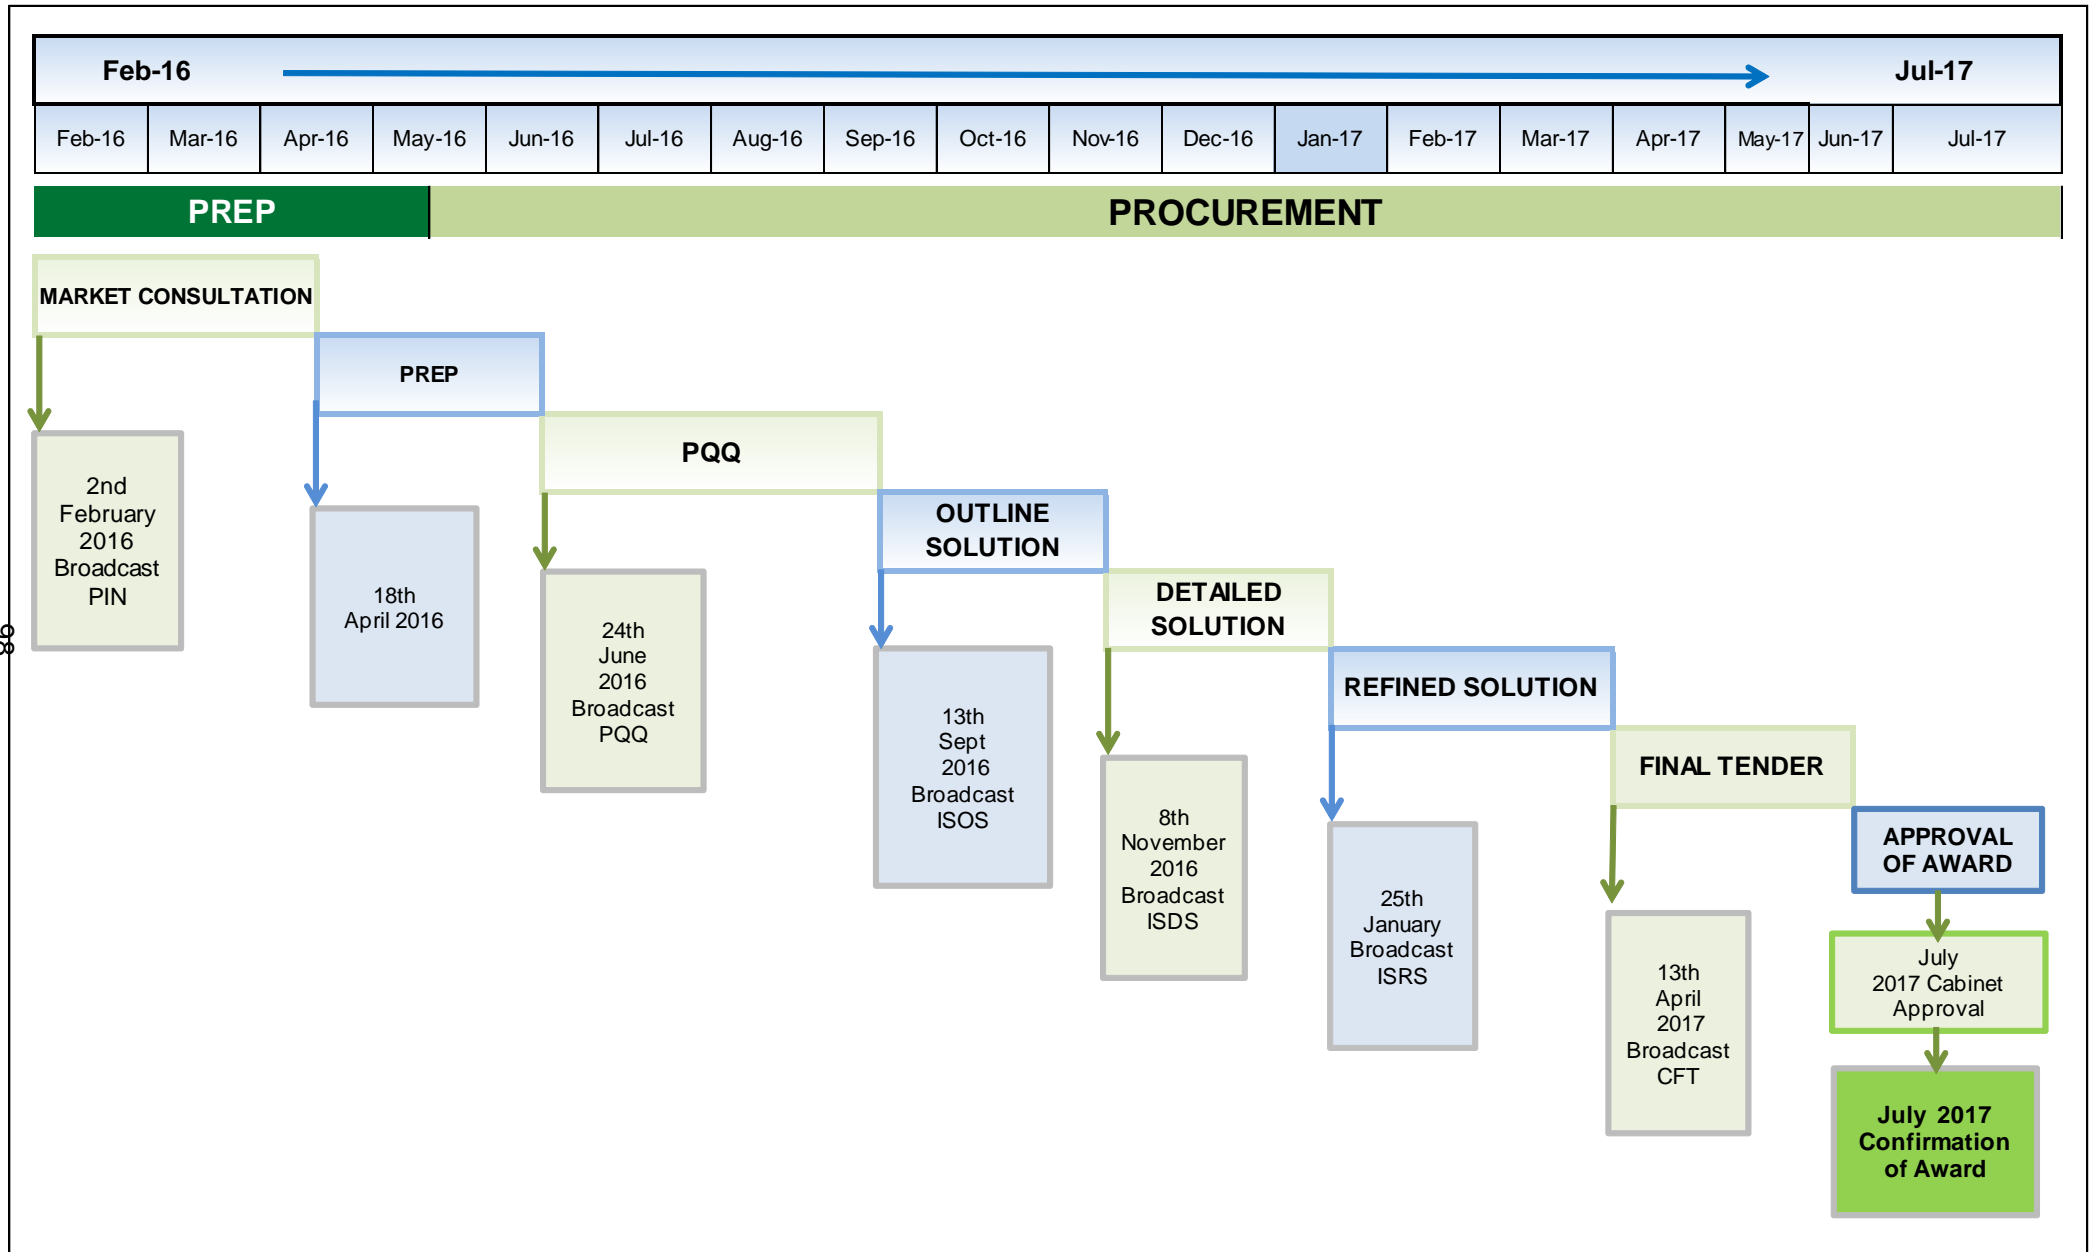 Feb-16 Jul-17
Feb-16 Mar-16 Apr-16 May-16 Jun-16 Jul-16 Aug-16 Sep-16 Oct-16 Nov-16 Dec-16 Jan-17 Feb-17 Mar-17 Apr-17 May-17 Jun-17 Jul-17
PREP PROCUREMENT
MARKET CONSULTATION
2nd
February
2016
Broadcast
PIN
PREP
18th
April 2016
PQQ
24th
June
2016
Broadcast
PQQ
OUTLINE
SOLUTION
13th
Sept
2016
Broadcast
ISOS
DETAILED
SOLUTION
8th
November
2016
Broadcast
ISDS
REFINED SOLUTION
25th
January
Broadcast
ISRS
FINAL TENDER
13th
April
2017
Broadcast
CFT
APPROVAL
OF AWARD
July
2017 Cabinet
Approval
July 2017
Confirmation
of Award
98